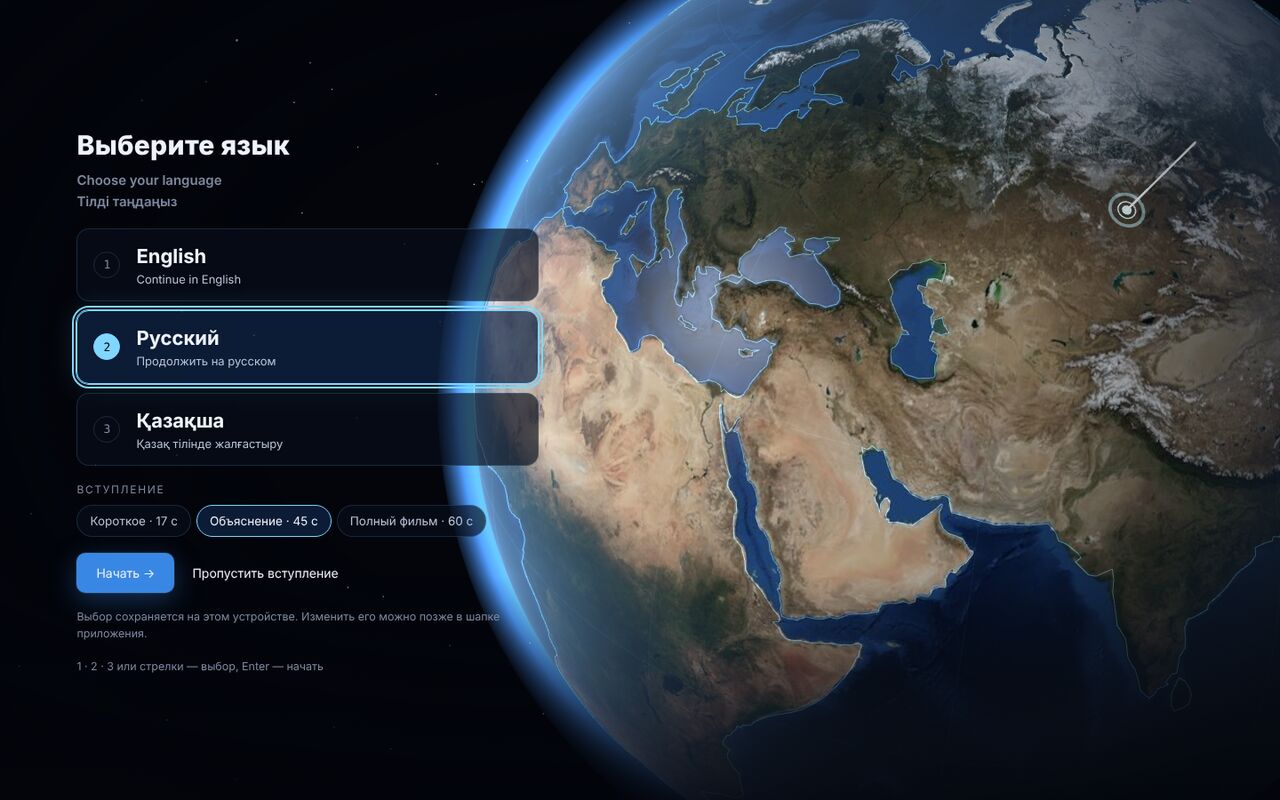 Выберите язык
Choose your language
Тілді таңдаңыз
1
English
Continue in English
2
Русский
Продолжить на русском
3
Қазақша
Қазақ тілінде жалғастыру
ВСТУПЛЕНИЕ
Короткое · 17 с Объяснение · 45 с Полный фильм · 60 с
Начать → Пропустить вступление
Выбор сохраняется на этом устройстве. Изменить его можно позже в шапке
приложения.
1 · 2 · 3 или стрелки — выбор, Enter — начать